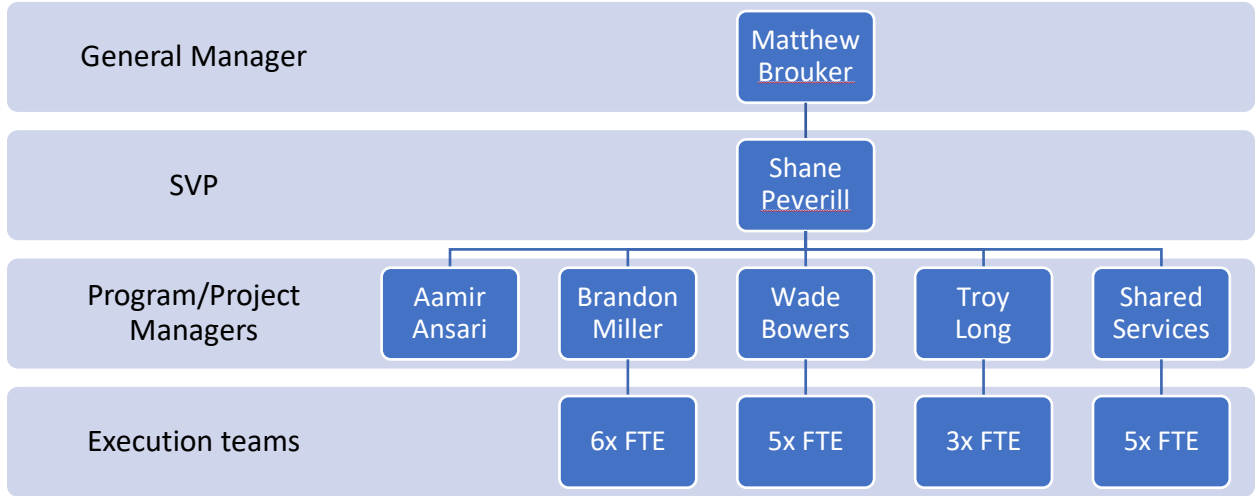 General Manager
Matthew
Brouker
SVP
Shane
Peverill
Program/Project
Managers
Aamir
Ansari
Brandon
Miller
Wade
Bowers
Troy
Long
Shared
Services
Execution teams
6x FTE
5x FTE
3x FTE
5x FTE